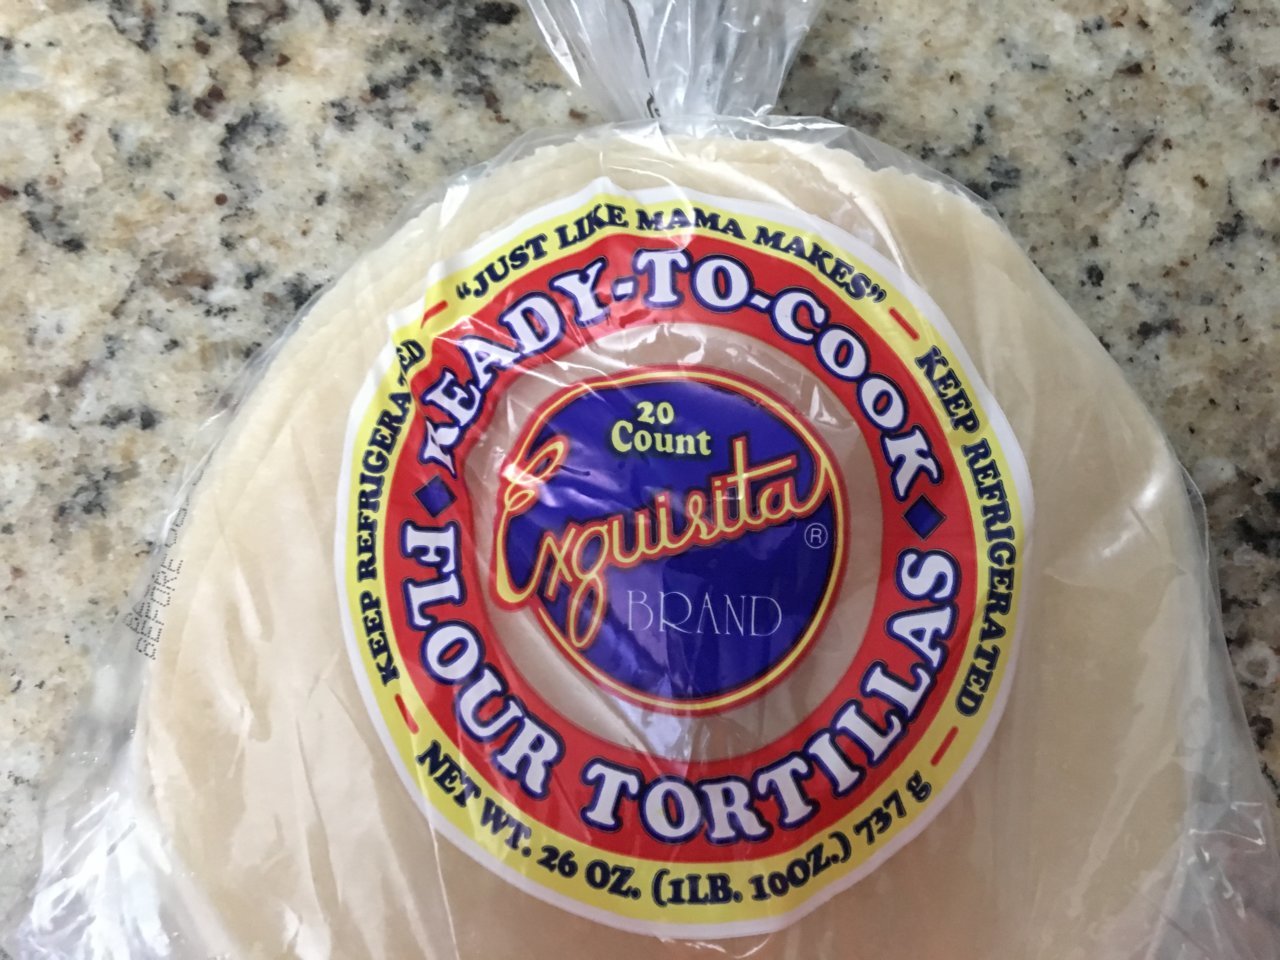 "JUST LIKE MAMA MAKES"
KEEP REFRIGERATED
NET WT. 26 OZ. (1LB. 10OZ.) 737 g
KEEP REFRIGERATED
READY-TO-COOK
FLOUR TORTILLAS
20
Count
Exquisita
®
BRAND
BEFORE